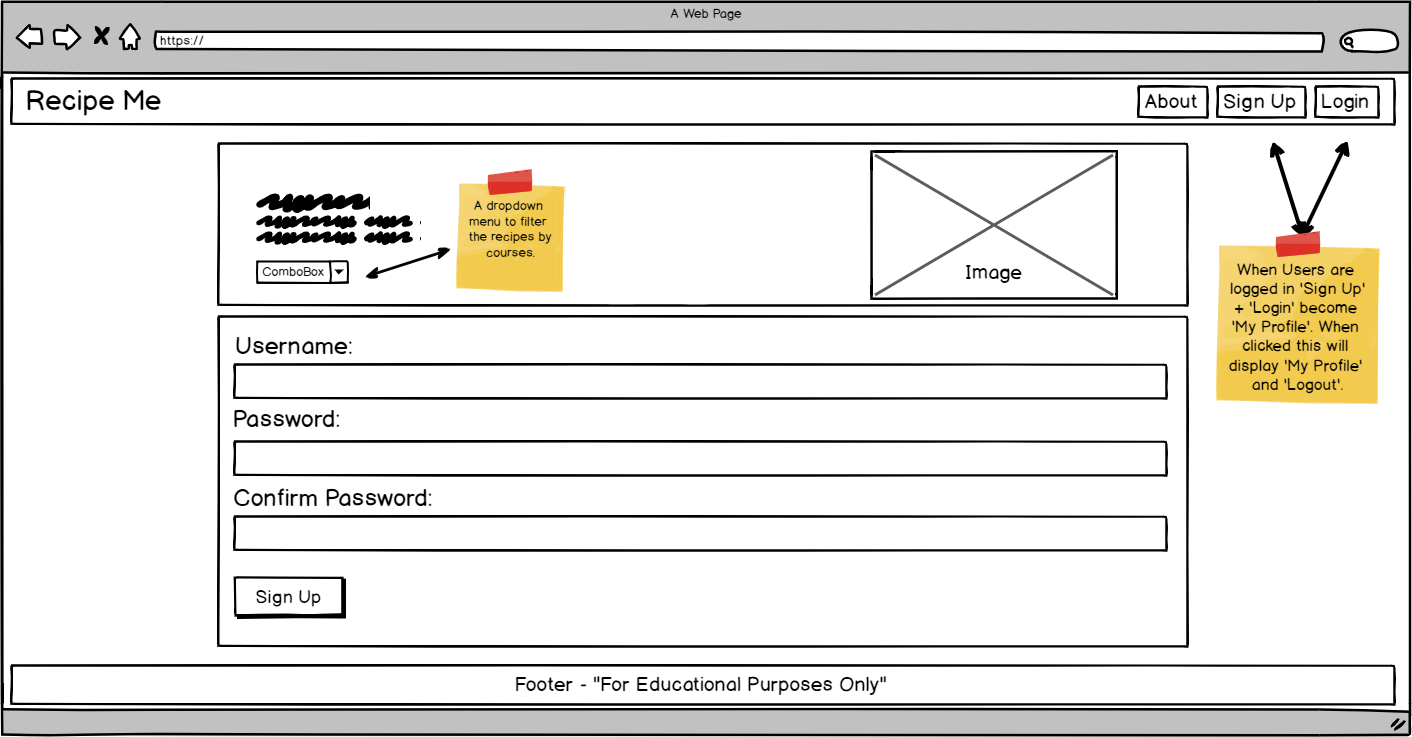 A Web Page
https://
Recipe Me
About
Sign Up
Login
A dropdown
menu to filter
the recipes by
courses.
ComboBox
Image
When Users are
logged in 'Sign Up'
+ 'Login' become
'My Profile'. When
clicked this will
display 'My Profile'
and 'Logout'.
Username:
Password:
Confirm Password:
Sign Up
Footer - "For Educational Purposes Only"